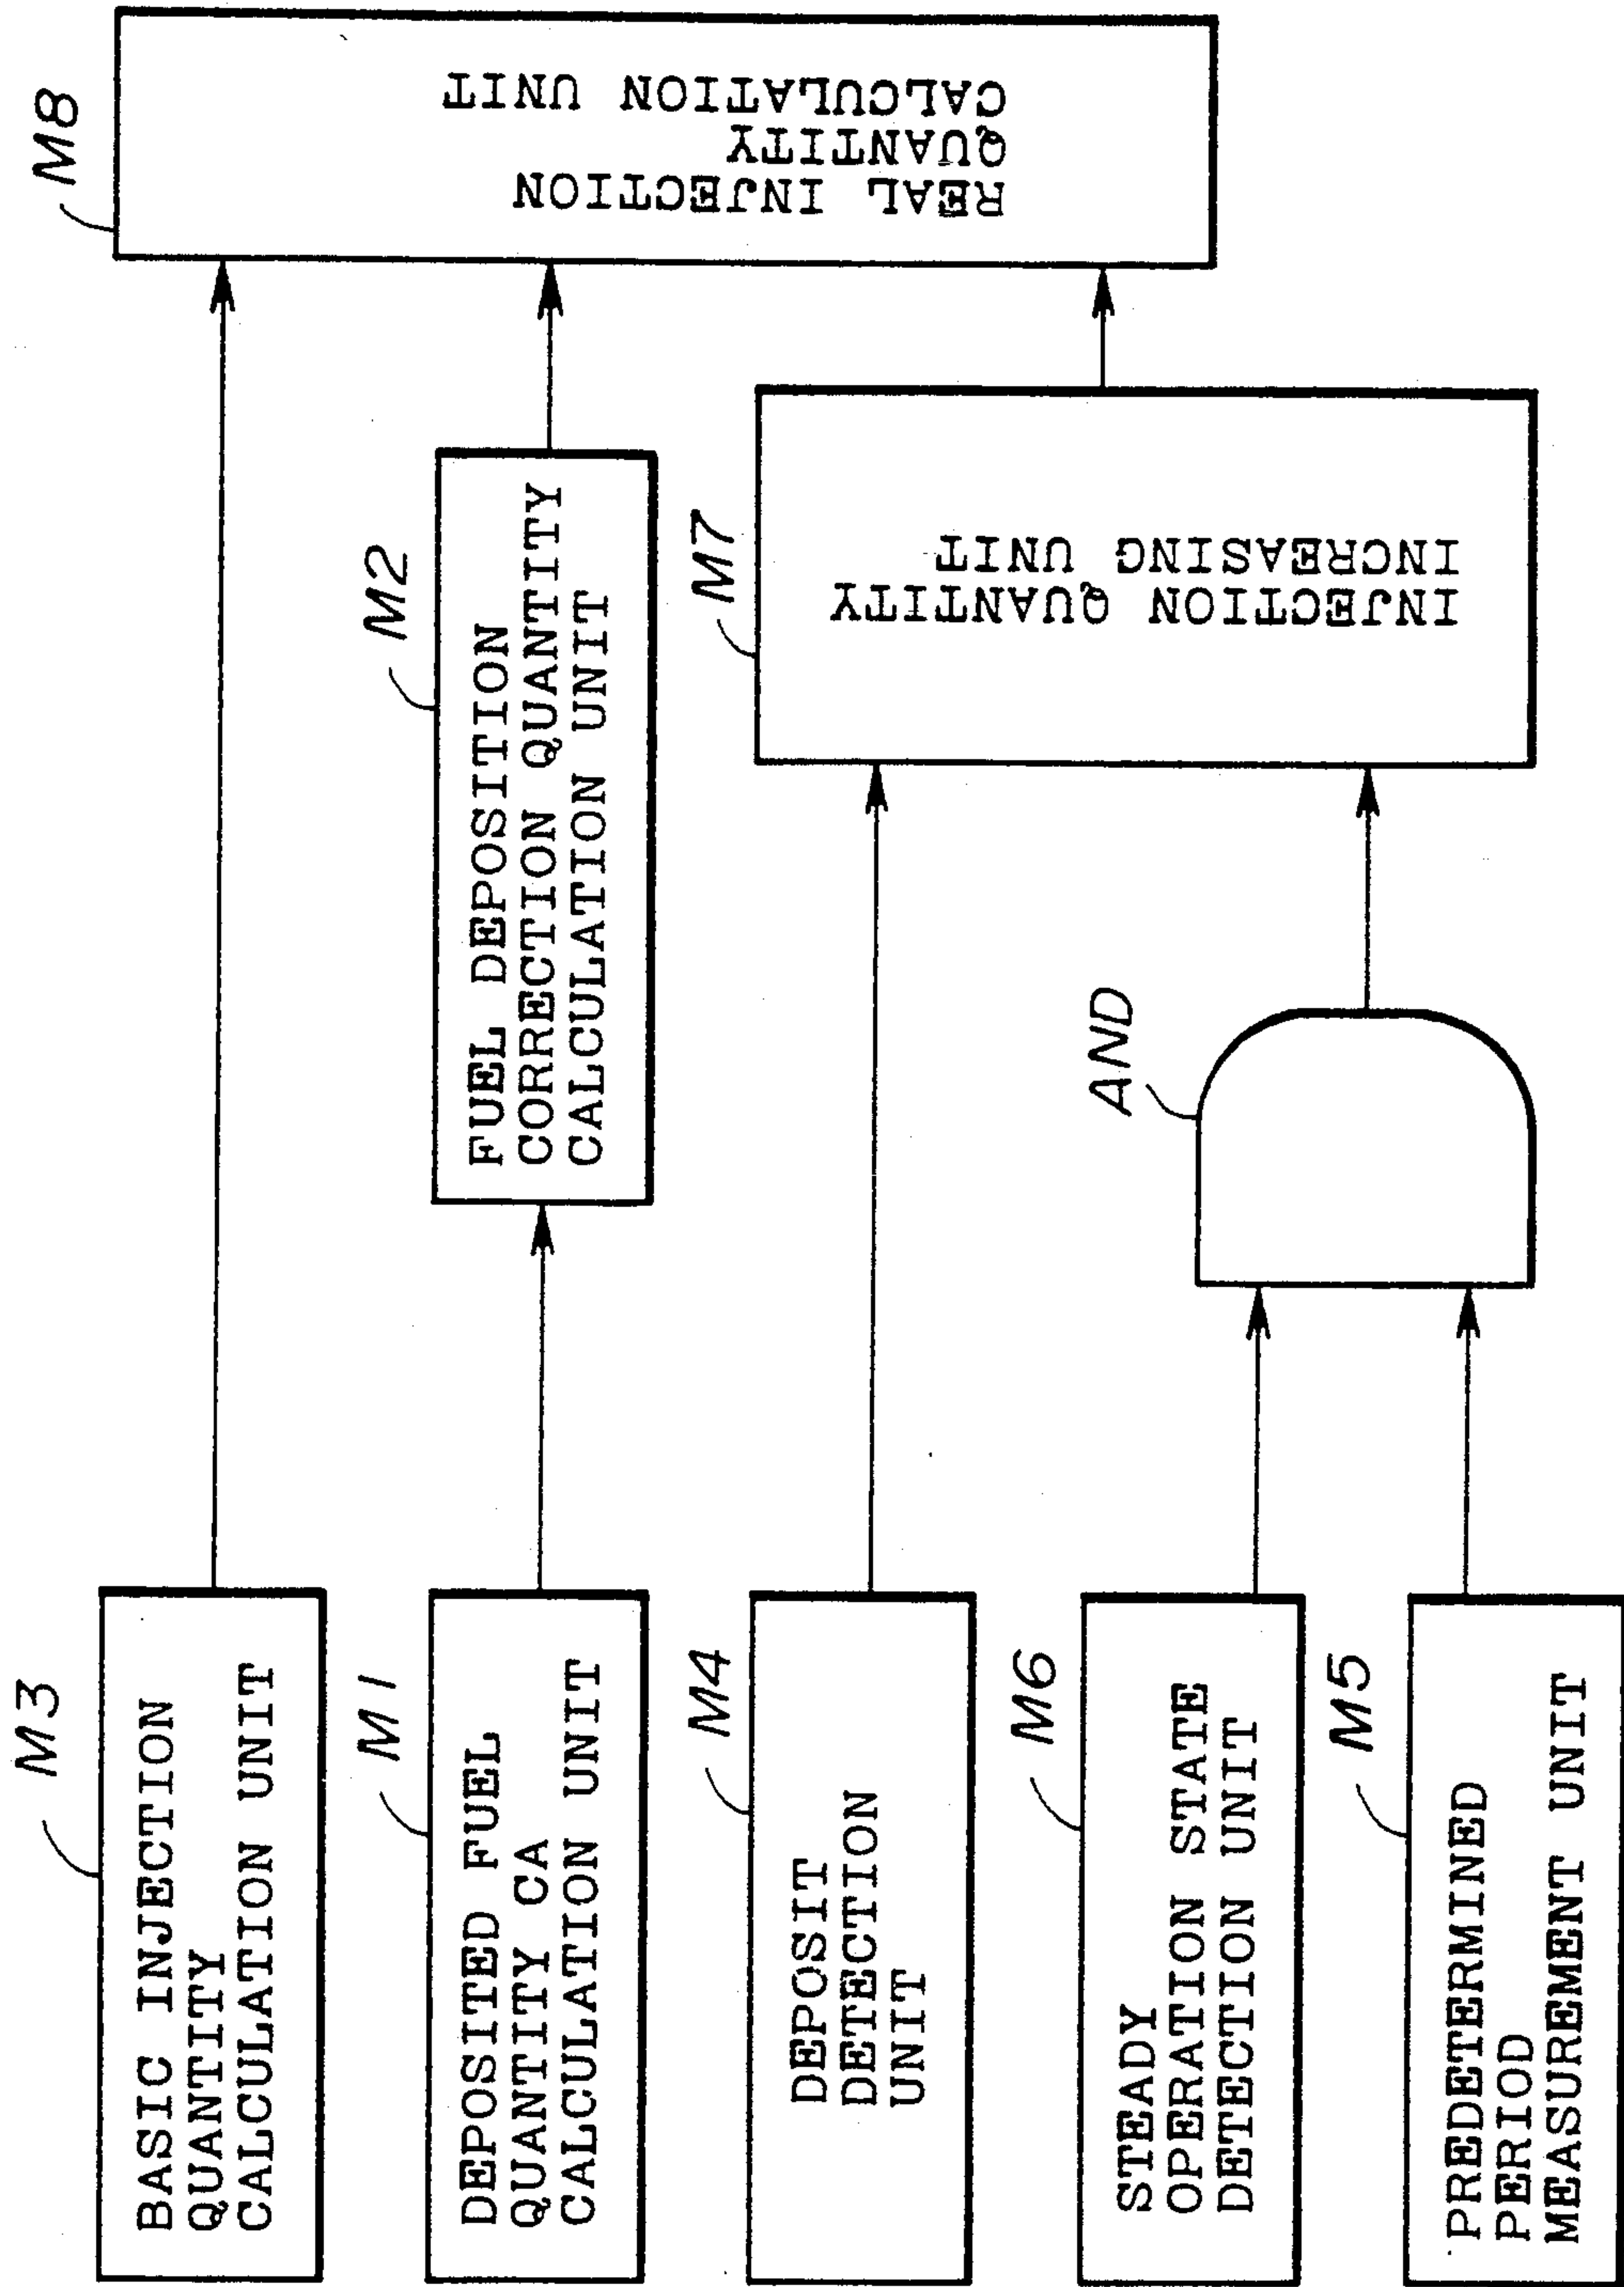 M3
BASIC INJECTION
QUANTITY
CALCULATION UNIT
M1
DEPOSITED FUEL
QUANTITY CA
CALCULATION UNIT
M2
FUEL DEPOSITION
CORRECTION QUANTITY
CALCULATION UNIT
M4
DEPOSIT
DETECTION
UNIT
M6
STEADY
OPERATION STATE
DETECTION UNIT
M5
PREDETERMINED
PERIOD
MEASUREMENT UNIT
AND
M7
INJECTION QUANTITY
INCREASING UNIT
M8
REAL INJECTION
QUANTITY
CALCULATION UNIT